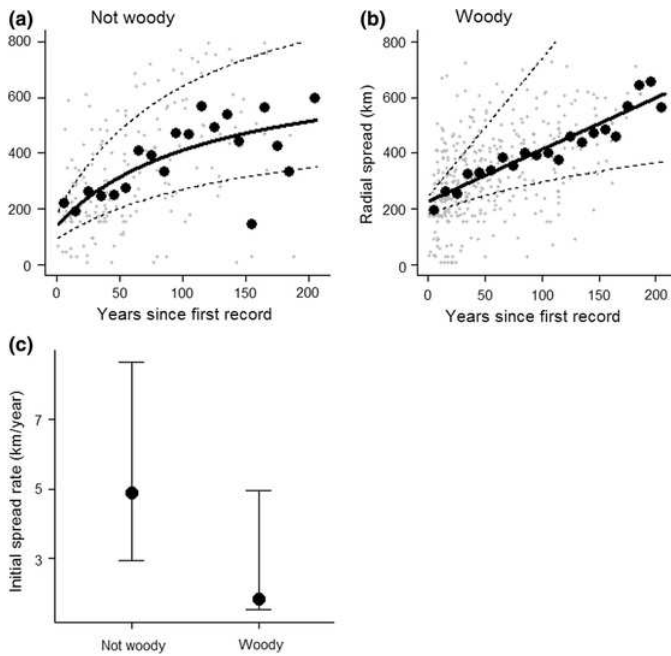 (a) Not woody
800
600
400
200
0
0 50 100 150 200
Years since first record
(b) Woody
Radial spread (km)
800
600
400
200
0
0 50 100 150 200
Years since first record
(c)
Initial spread rate (km/year)
7
5
3
Not woody Woody